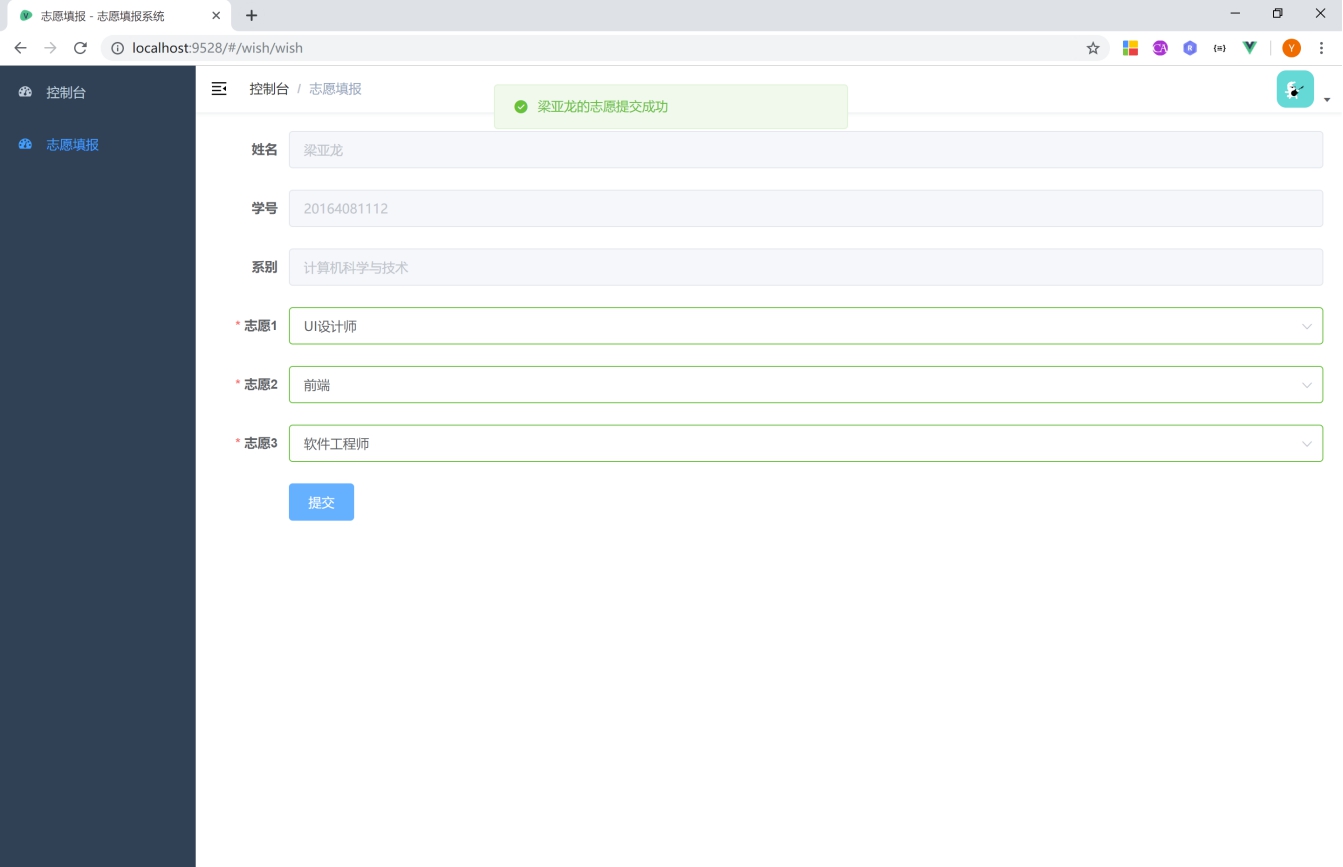 志愿填报 - 志愿填报系统
localhost:9528/#/wish/wish
CA
R
{=}
Y
控制台
志愿填报
控制台 / 志愿填报
梁亚龙的志愿提交成功
姓名 梁亚龙
学号 20164081112
系别 计算机科学与技术
* 志愿1 UI设计师
* 志愿2 前端
* 志愿3 软件工程师
提交